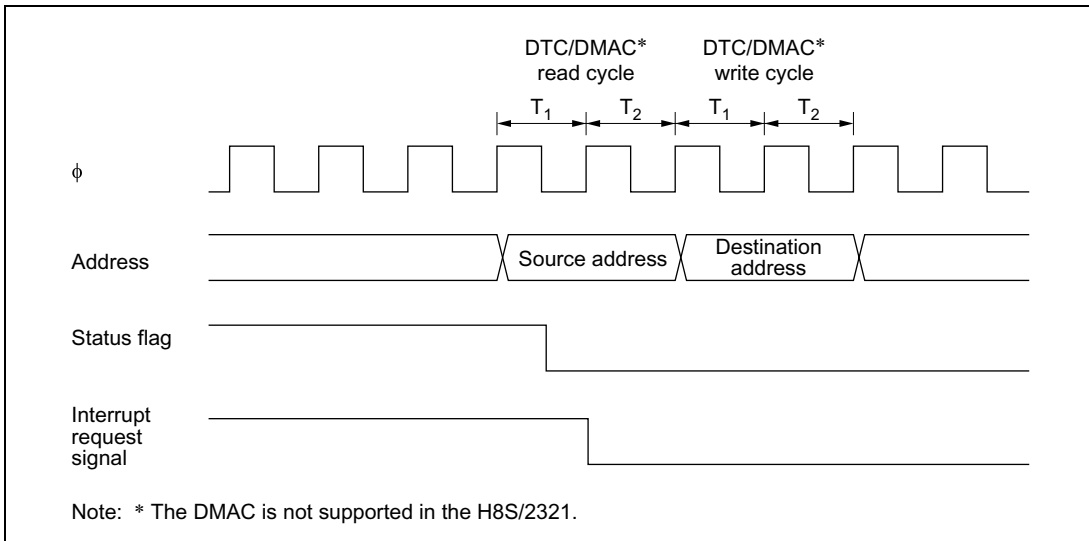 DTC/DMAC* DTC/DMAC*
read cycle write cycle
T1 T2 T1 T2
ϕ
Address
Source address
Destination
address
Status flag
Interrupt
request
signal
Note: * The DMAC is not supported in the H8S/2321.